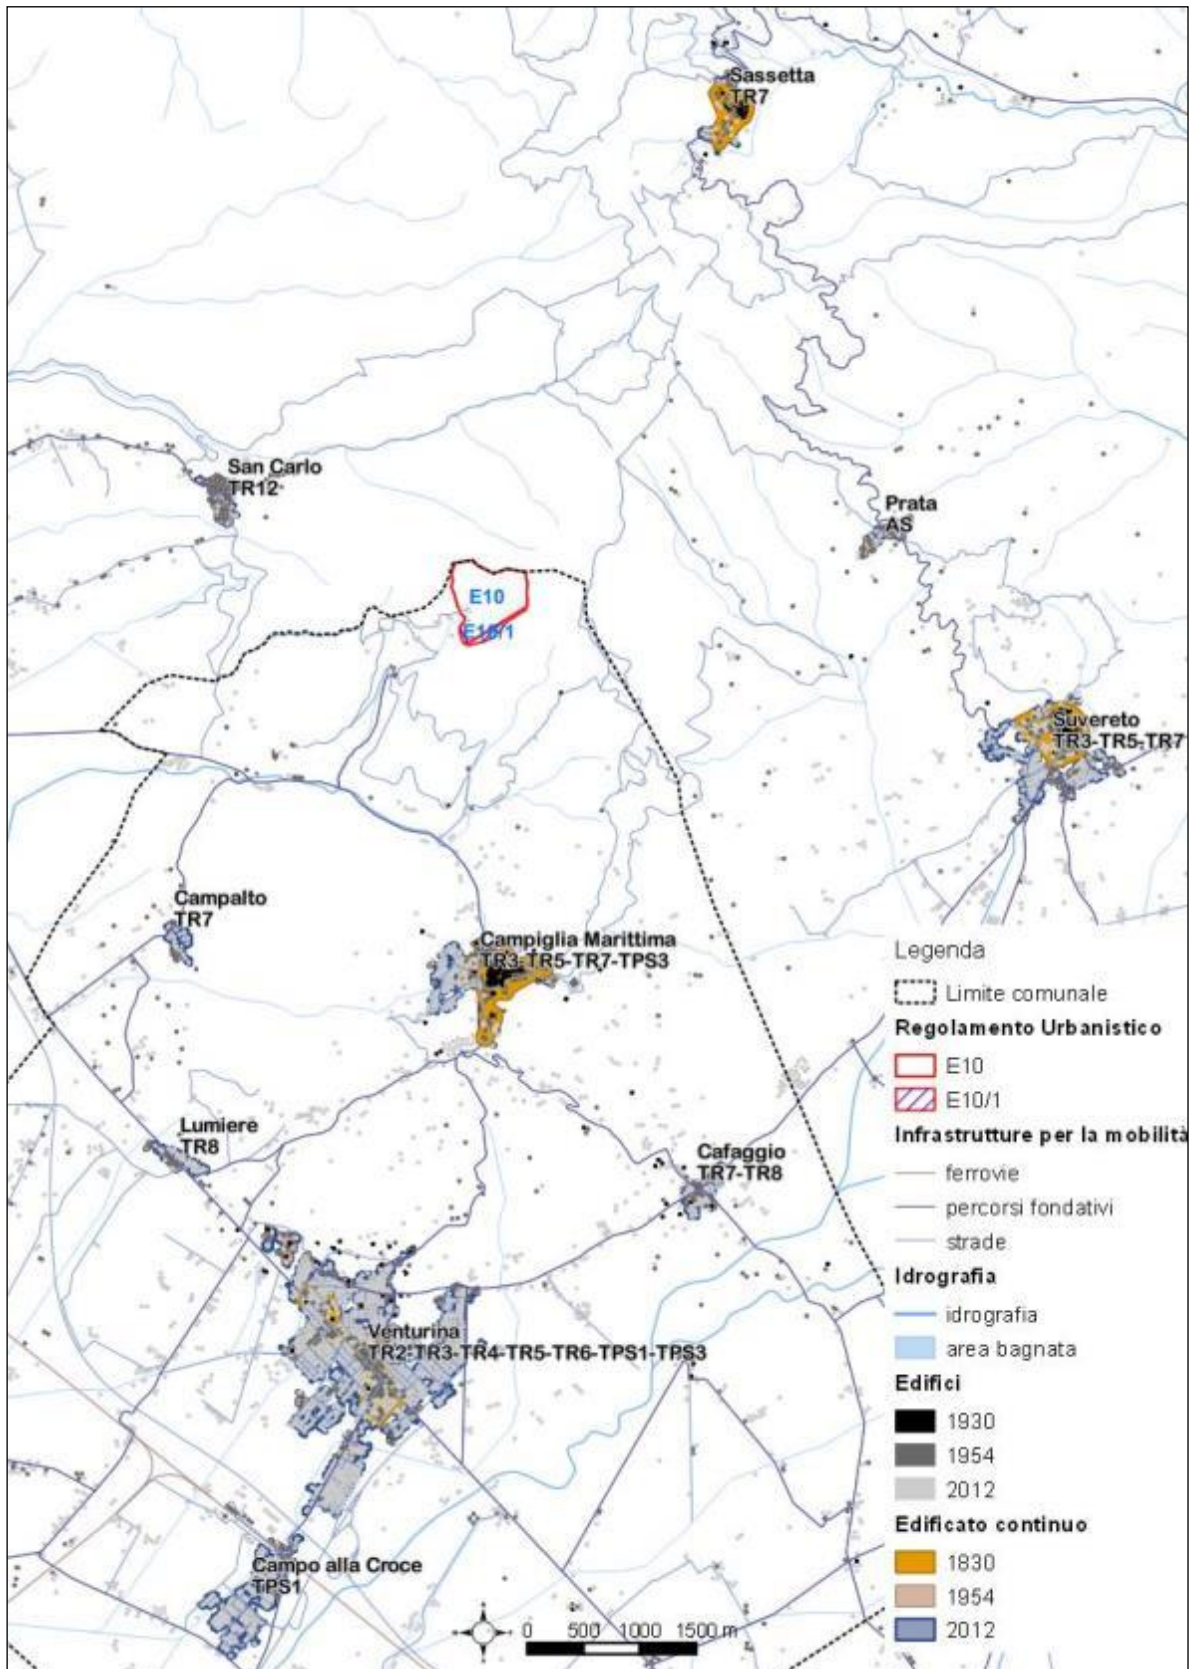 Sassetta
TR7
San Carlo
TR12
Prata
AS
E10
E10/1
Suvereto
TR3-TR5-TR7
Campalto
TR7
Campiglia Marittima
TR3-TR5-TR7-TPS3
Lumiere
TR8
Cafaggio
TR7-TR8
Venturina
TR2-TR3-TR4-TR5-TR6-TPS1-TPS3
Campo alla Croce
TPS1
0 500 1000 1500 m
Legenda
Limite comunale
Regolamento Urbanistico
E10
E10/1
Infrastrutture per la mobilità
ferrovie
percorsi fondativi
strade
Idrografia
idrografia
area bagnata
Edifici
1930
1954
2012
Edificato continuo
1830
1954
2012